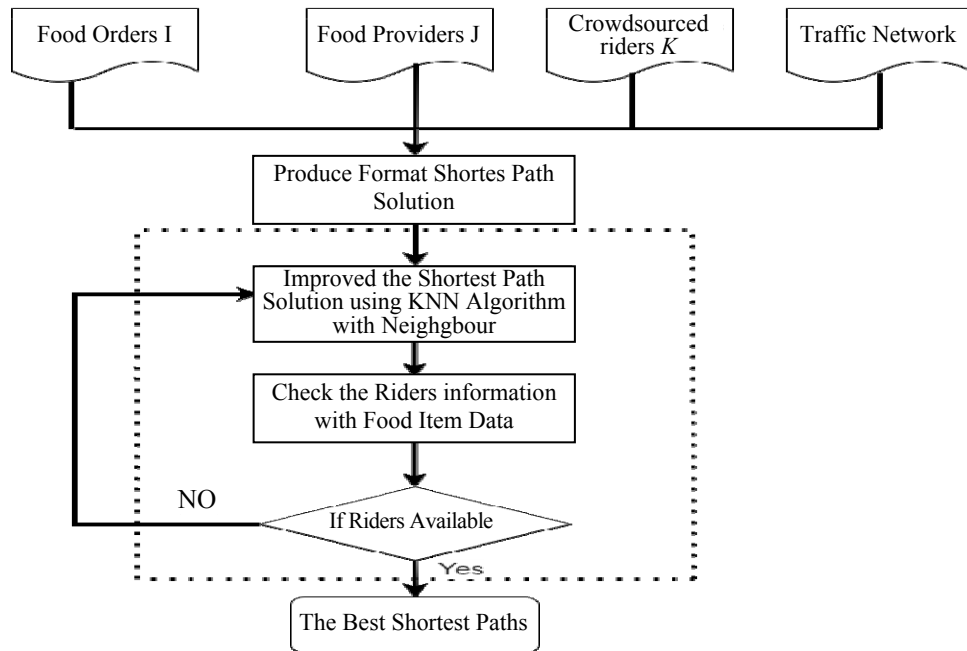 Food Orders I
Food Providers J
Crowdsourced
riders K
Traffic Network
Produce Format Shortes Path
Solution
Improved the Shortest Path
Solution using KNN Algorithm
with Neighgbour
Check the Riders information
with Food Item Data
NO
If Riders Available
Yes
The Best Shortest Paths